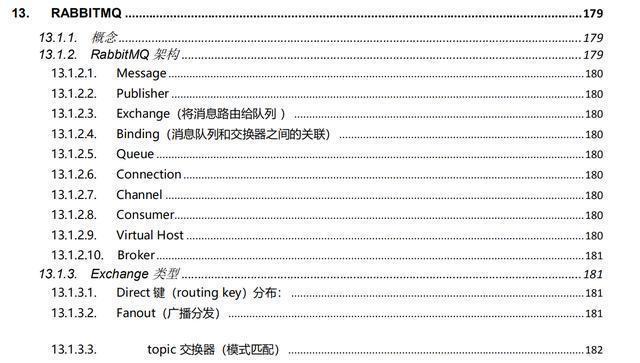 13. RABBITMQ 179
13.1.1. 概念 179
13.1.2. RabbitMQ 架构 179
13.1.2.1. Message 180
13.1.2.2. Publisher 180
13.1.2.3. Exchange（将消息路由给队列 ） 180
13.1.2.4. Binding（消息队列和交换器之间的关联） 180
13.1.2.5. Queue 180
13.1.2.6. Connection 180
13.1.2.7. Channel 180
13.1.2.8. Consumer 180
13.1.2.9. Virtual Host 180
13.1.2.10. Broker 181
13.1.3. Exchange 类型 181
13.1.3.1. Direct 键（routing key）分布： 181
13.1.3.2. Fanout（广播分发） 181
13.1.3.3. topic 交换器（模式匹配） 182